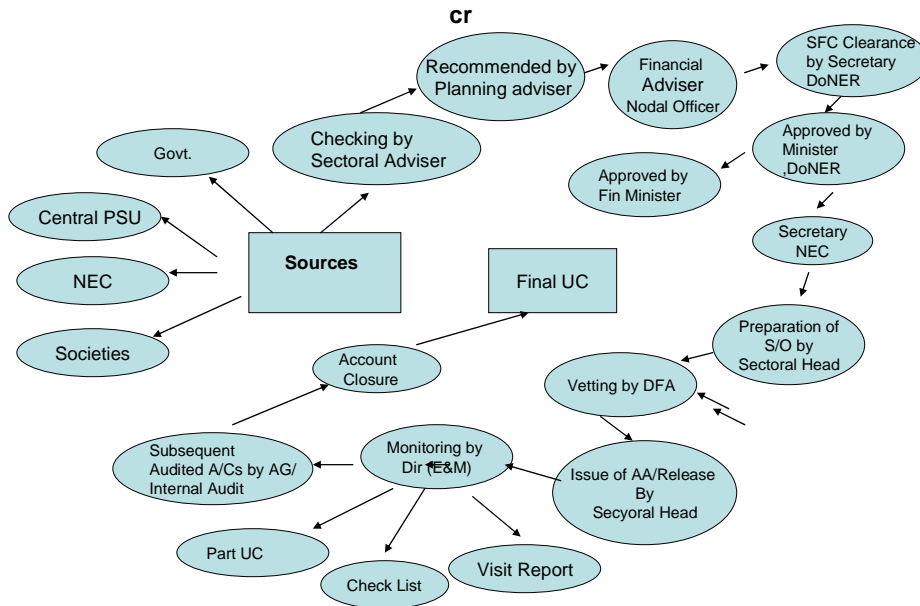 cr
Recommended by
Planning adviser
Financial
Adviser
Nodal Officer
SFC Clearance
by Secretary
DoNER
Checking by
Sectoral Adviser
Govt.
Approved by
Minister
,DoNER
Approved by
Fin Minister
Central PSU
Sources
Secretary
NEC
NEC
Final UC
Societies
Account
Closure
Preparation of
S/O by
Sectoral Head
Vetting by DFA
Subsequent
Audited A/Cs by AG/
Internal Audit
Monitoring by
Dir (E&M)
Issue of AA/Release
By
Secyoral Head
Part UC
Check List
Visit Report